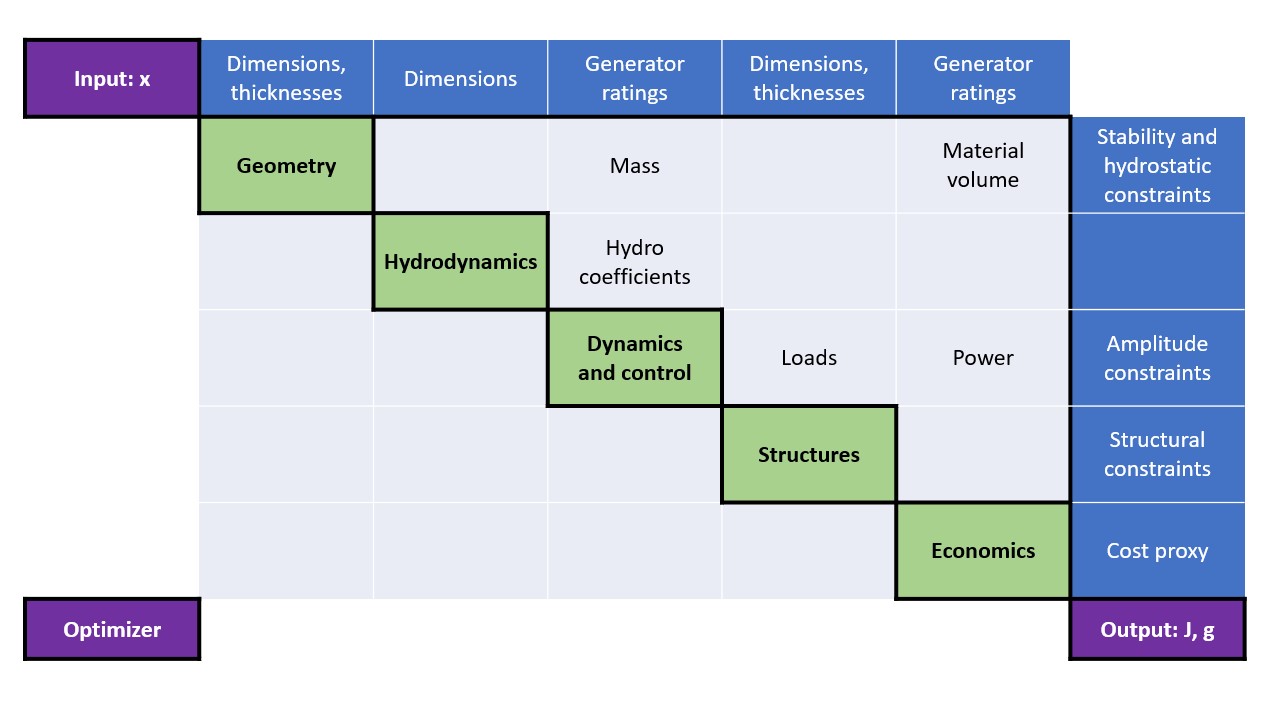 Input: x
Dimensions,
thicknesses
Dimensions
Generator
ratings
Dimensions,
thicknesses
Generator
ratings
Geometry
Mass
Material
volume
Stability and
hydrostatic
constraints
Hydrodynamics
Hydro
coefficients
Dynamics
and control
Loads
Power
Amplitude
constraints
Structures
Structural
constraints
Economics
Cost proxy
Optimizer
Output: J, g